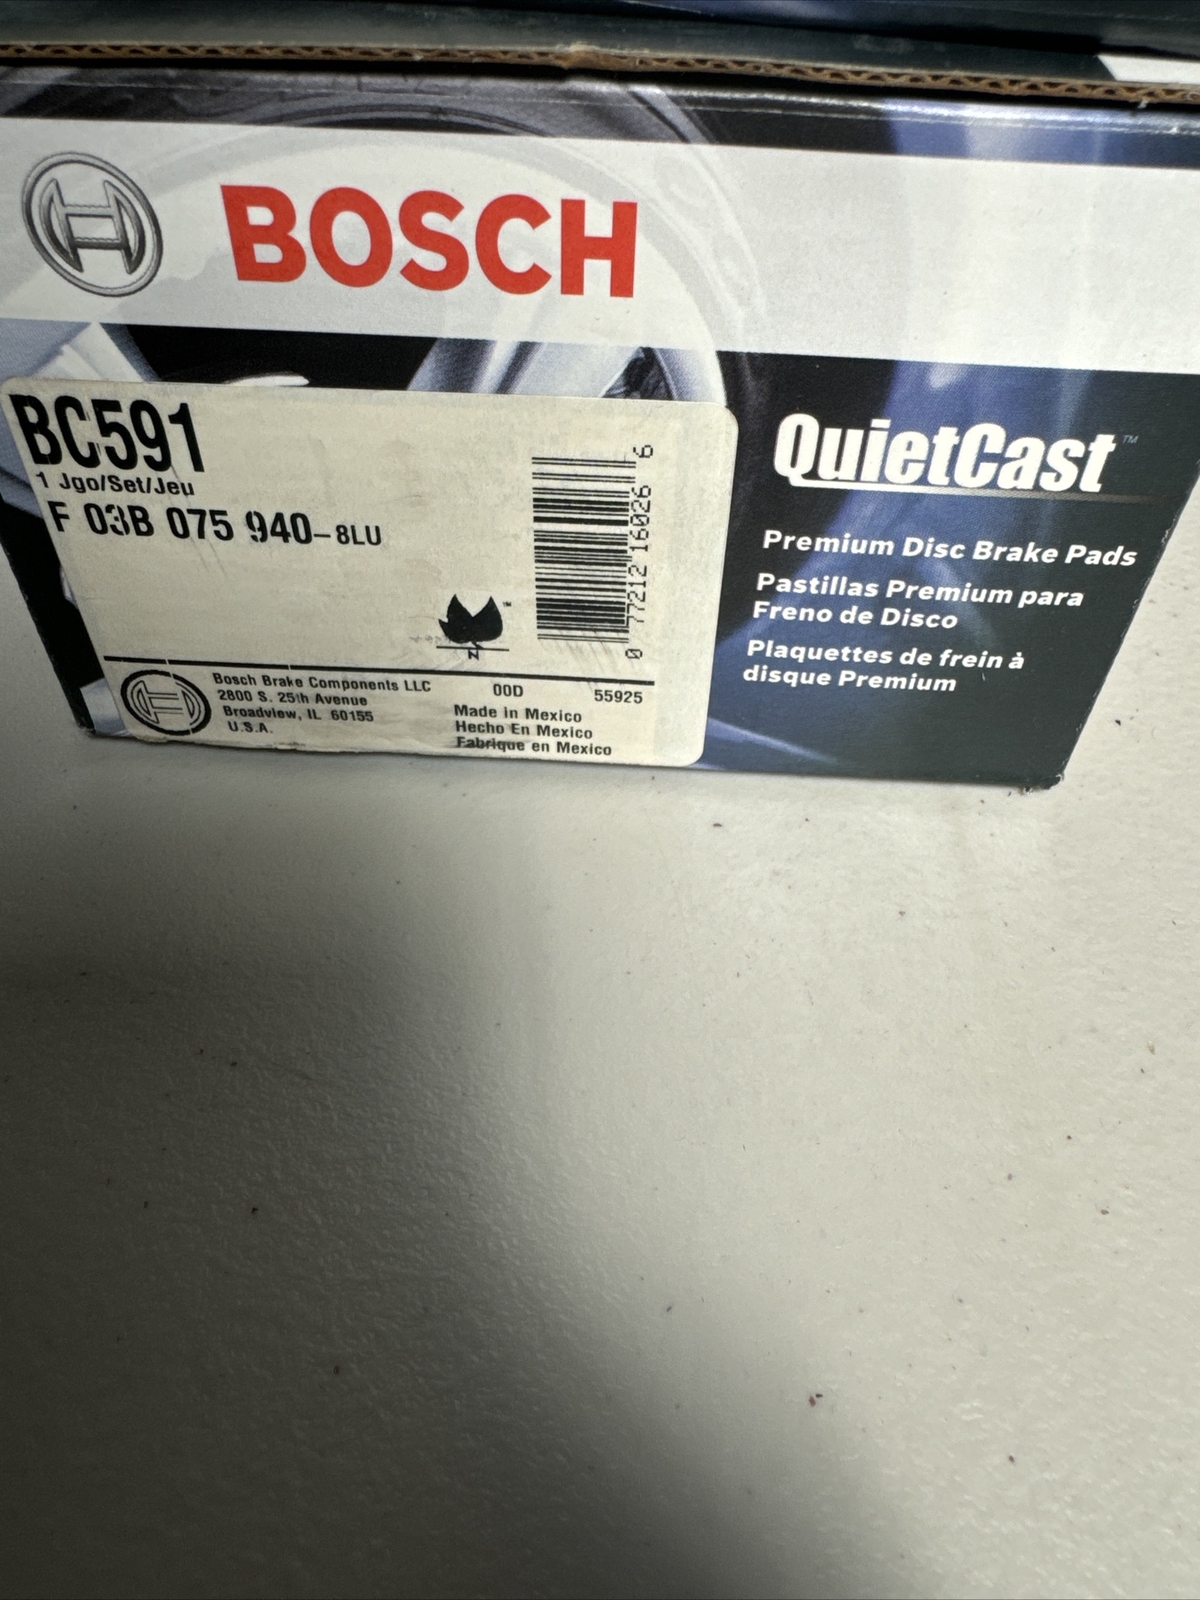 BOSCH
BC591
1 Jgo/Set/Jeu
F 03B 075 940-8LU
0 77212 16026 6
TM
N
Bosch Brake Components LLC
2800 S. 25th Avenue
Broadview, IL 60155
U.S.A.
00D 55925
Made in Mexico
Hecho En Mexico
Fabrique en Mexico
QuietCast™
Premium Disc Brake Pads
Pastillas Premium para
Freno de Disco
Plaquettes de frein à
disque Premium